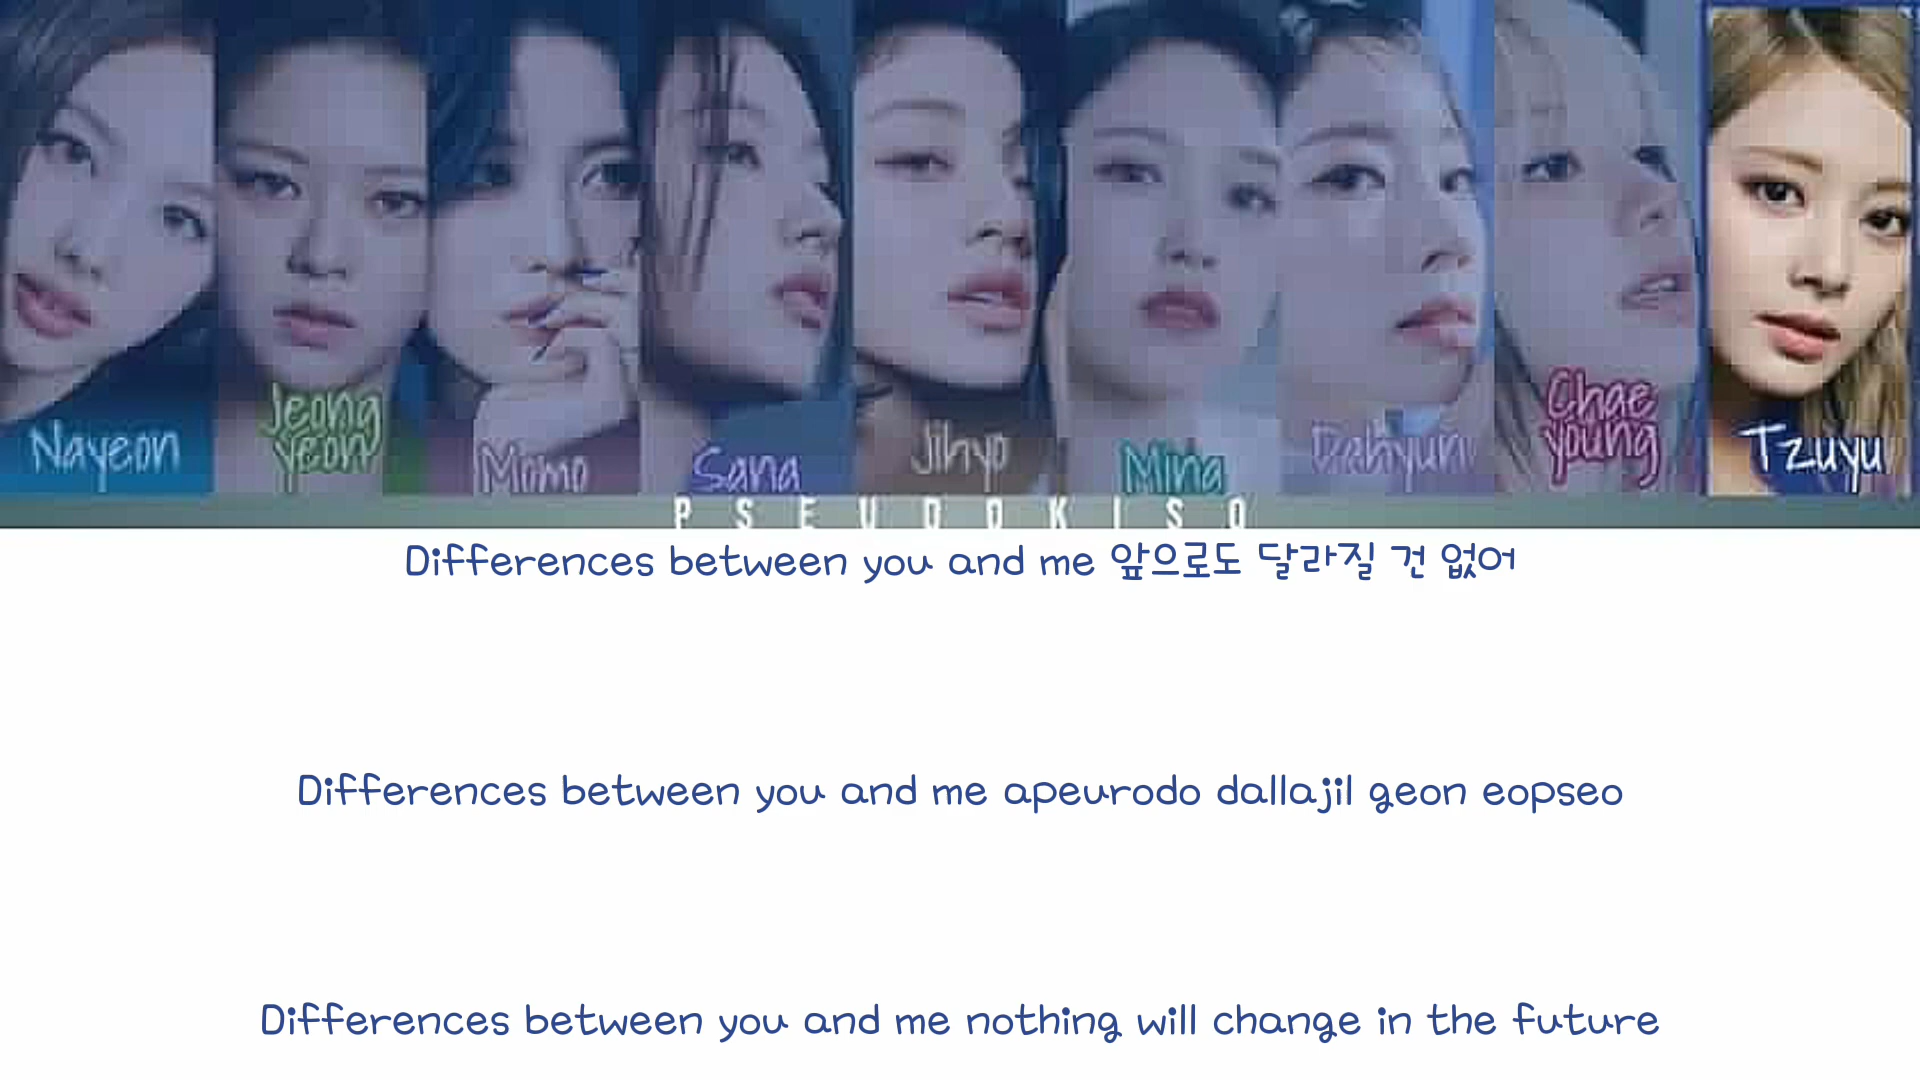 Nayeon
Jeong
yeon
Momo
Sana
Jihyo
Mina
Dahyun
Chae
young
Tzuyu
PSEUDOKISO
Differences between you and me 앞으로도 달라질 건 없어
Differences between you and me apeurodo dallajil geon eopseo
Differences between you and me nothing will change in the future